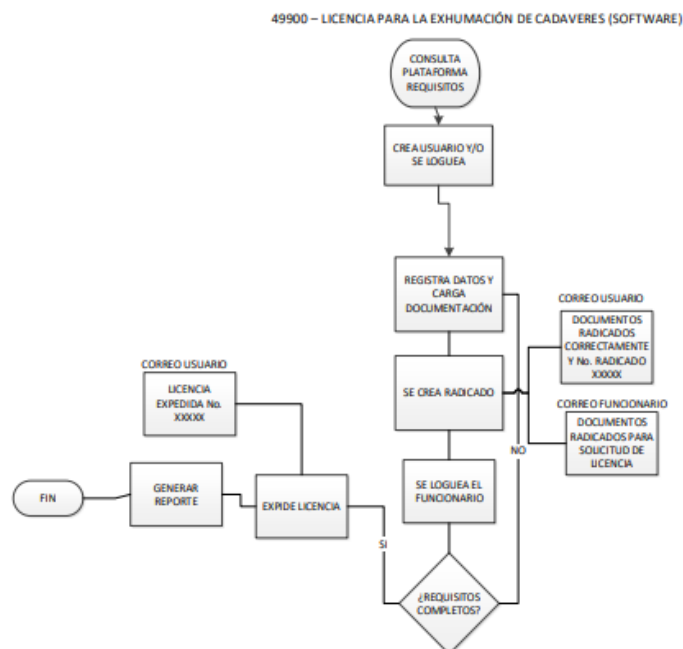 49900 – LICENCIA PARA LA EXHUMACIÓN DE CADAVERES (SOFTWARE)
CONSULTA
PLATAFORMA
REQUISITOS
CREA USUARIO Y/O
SE LOGUEA
REGISTRA DATOS Y
CARGA
DOCUMENTACIÓN
CORREO USUARIO
DOCUMENTOS
RADICADOS
CORRECTAMENTE
Y No. RADICADO
XXXXX
SE CREA RADICADO
CORREO FUNCIONARIO
DOCUMENTOS
RADICADOS PARA
SOLICITUD DE
LICENCIA
CORREO USUARIO
LICENCIA
EXPEDIDA No.
XXXXX
NO
SE LOGUEA EL
FUNCIONARIO
FIN
GENERAR
REPORTE
EXPIDE LICENCIA
SI
¿REQUISITOS
COMPLETOS?